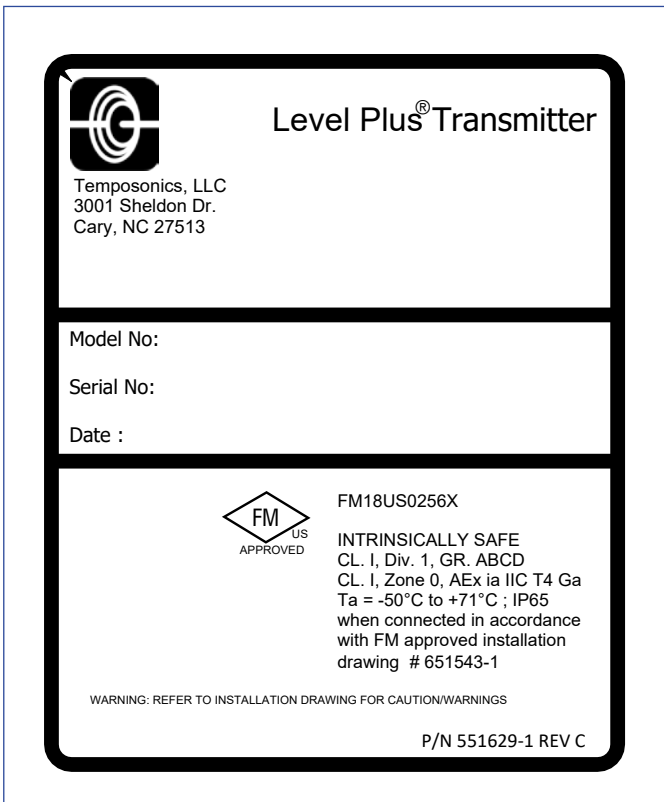 Level Plus® Transmitter
Temposonics, LLC
3001 Sheldon Dr.
Cary, NC 27513
Model No:
Serial No:
Date :
FM
US
APPROVED
FM18US0256X
INTRINSICALLY SAFE
CL. I, Div. 1, GR. ABCD
CL. I, Zone 0, AEx ia IIC T4 Ga
Ta = -50°C to +71°C ; IP65
when connected in accordance
with FM approved installation
drawing # 651543-1
WARNING: REFER TO INSTALLATION DRAWING FOR CAUTION/WARNINGS
P/N 551629-1 REV C